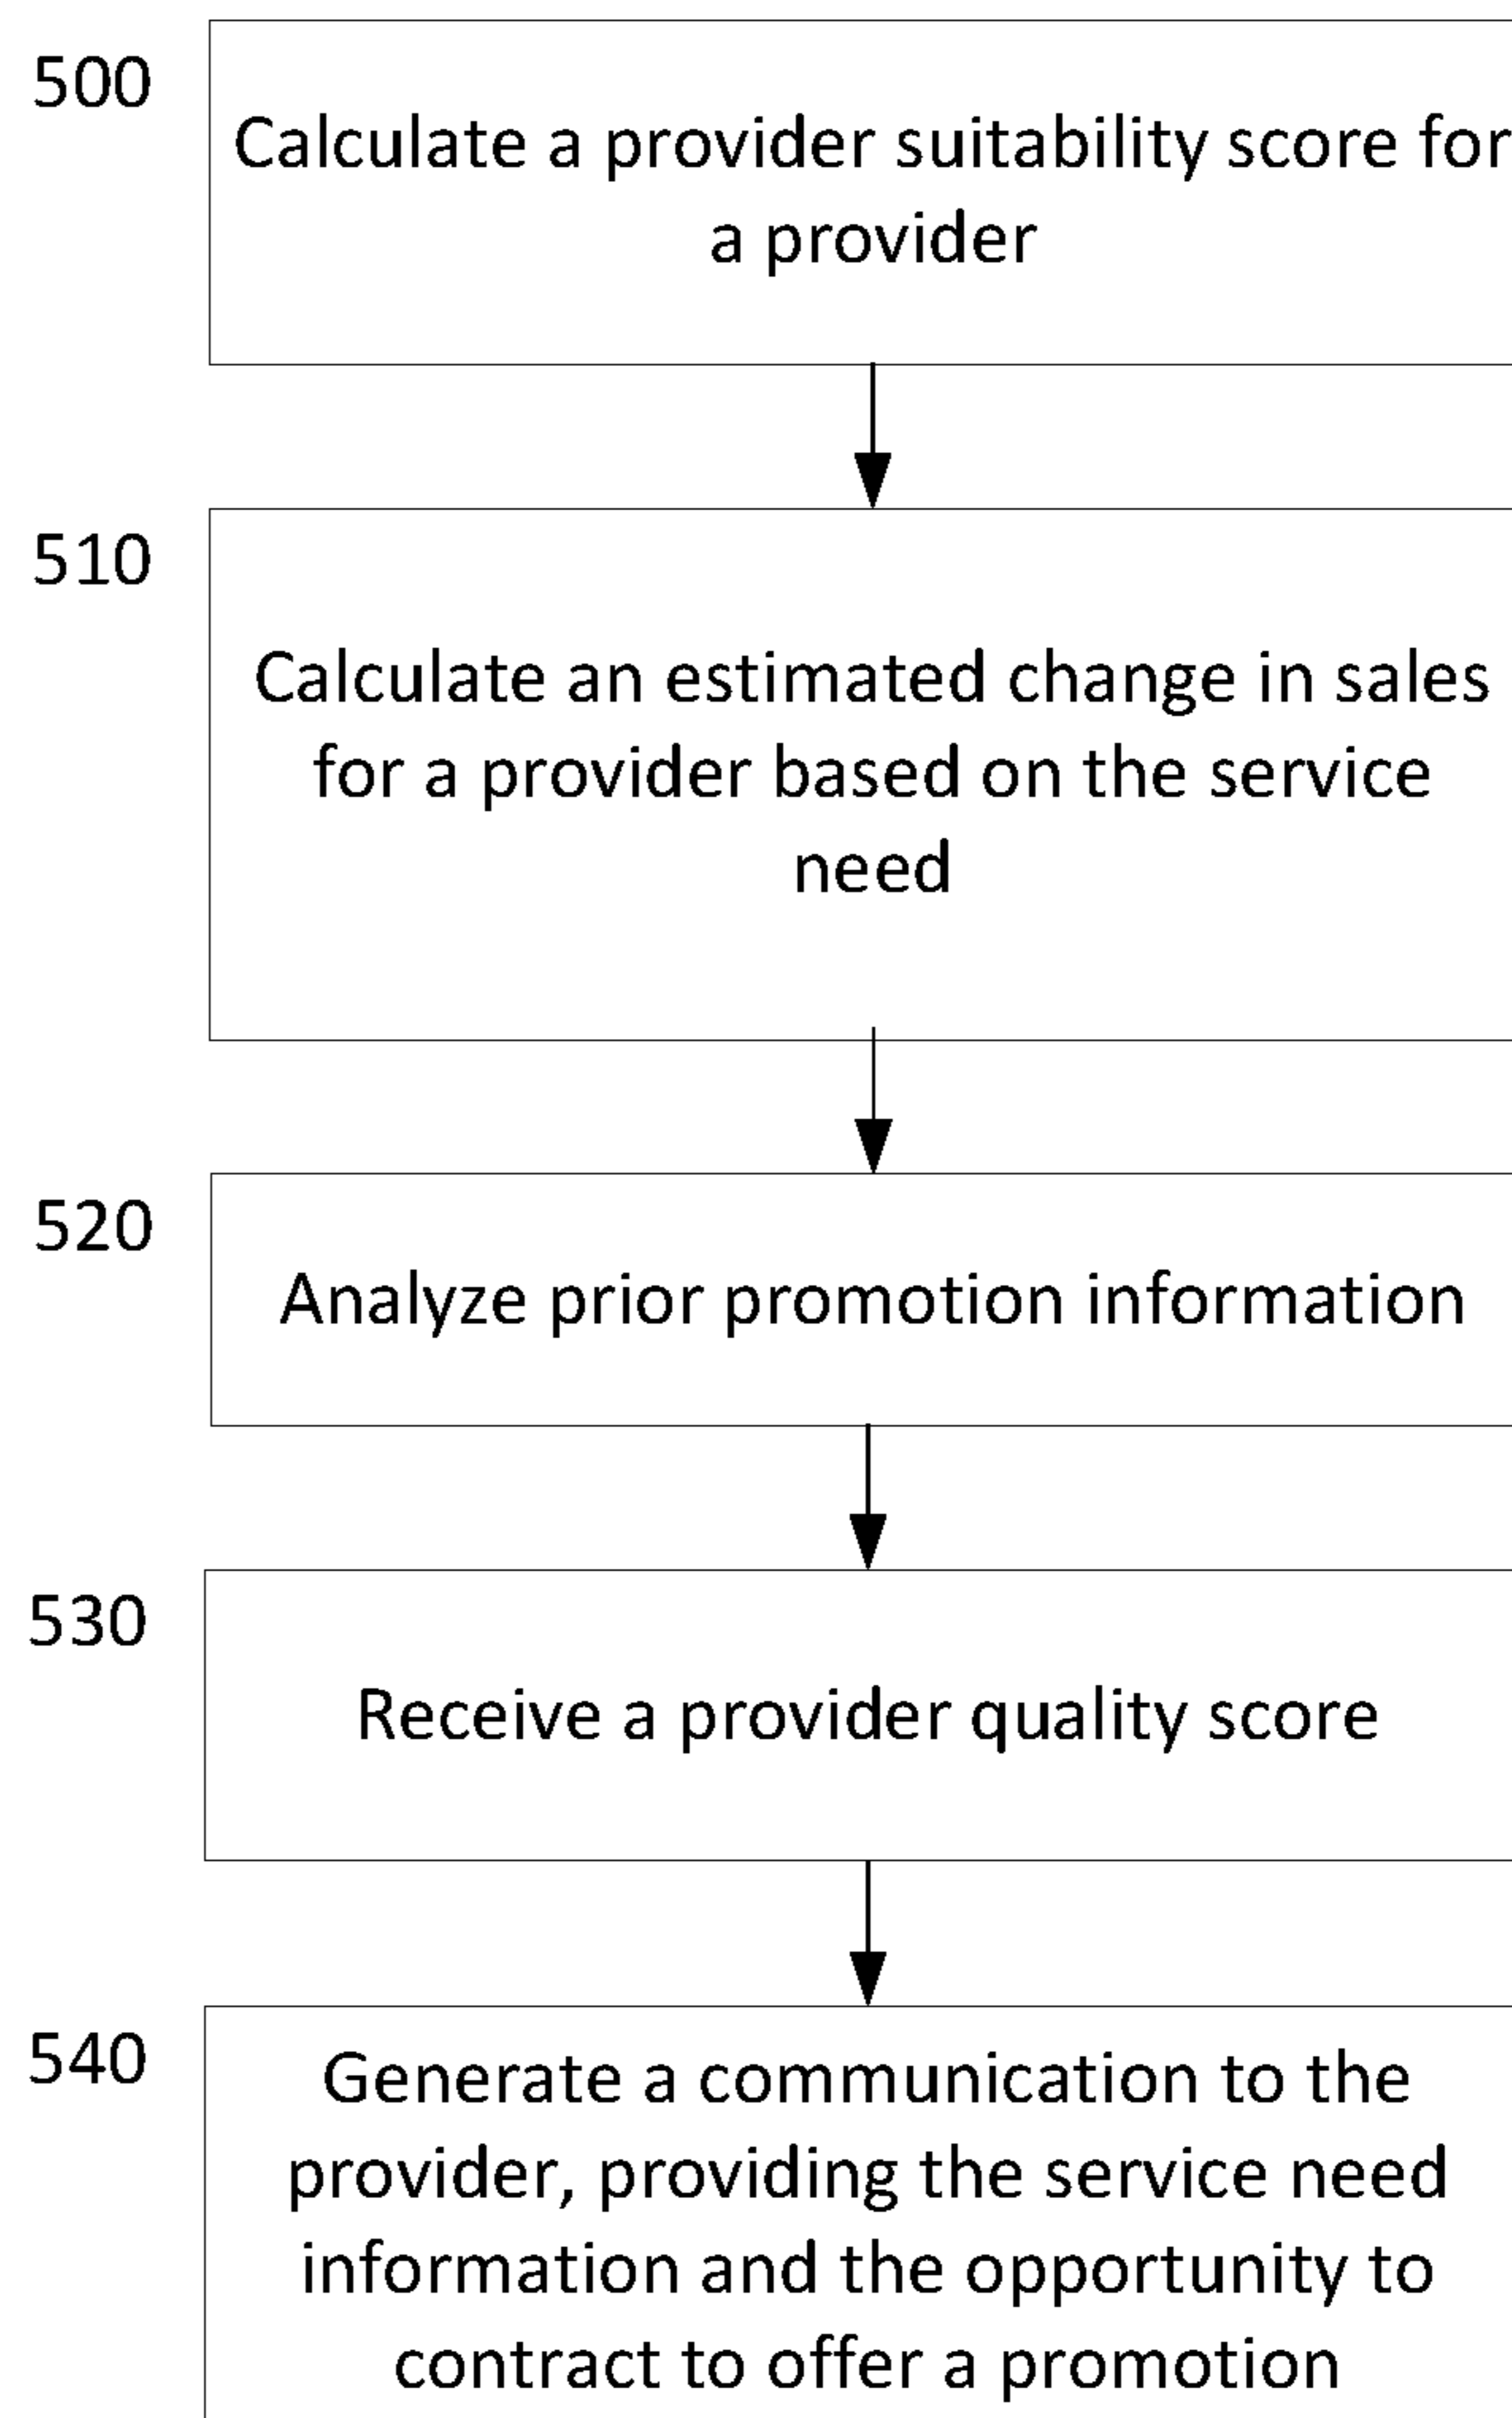 500
Calculate a provider suitability score for
a provider
510
Calculate an estimated change in sales
for a provider based on the service
need
520
Analyze prior promotion information
530
Receive a provider quality score
540
Generate a communication to the
provider, providing the service need
information and the opportunity to
contract to offer a promotion